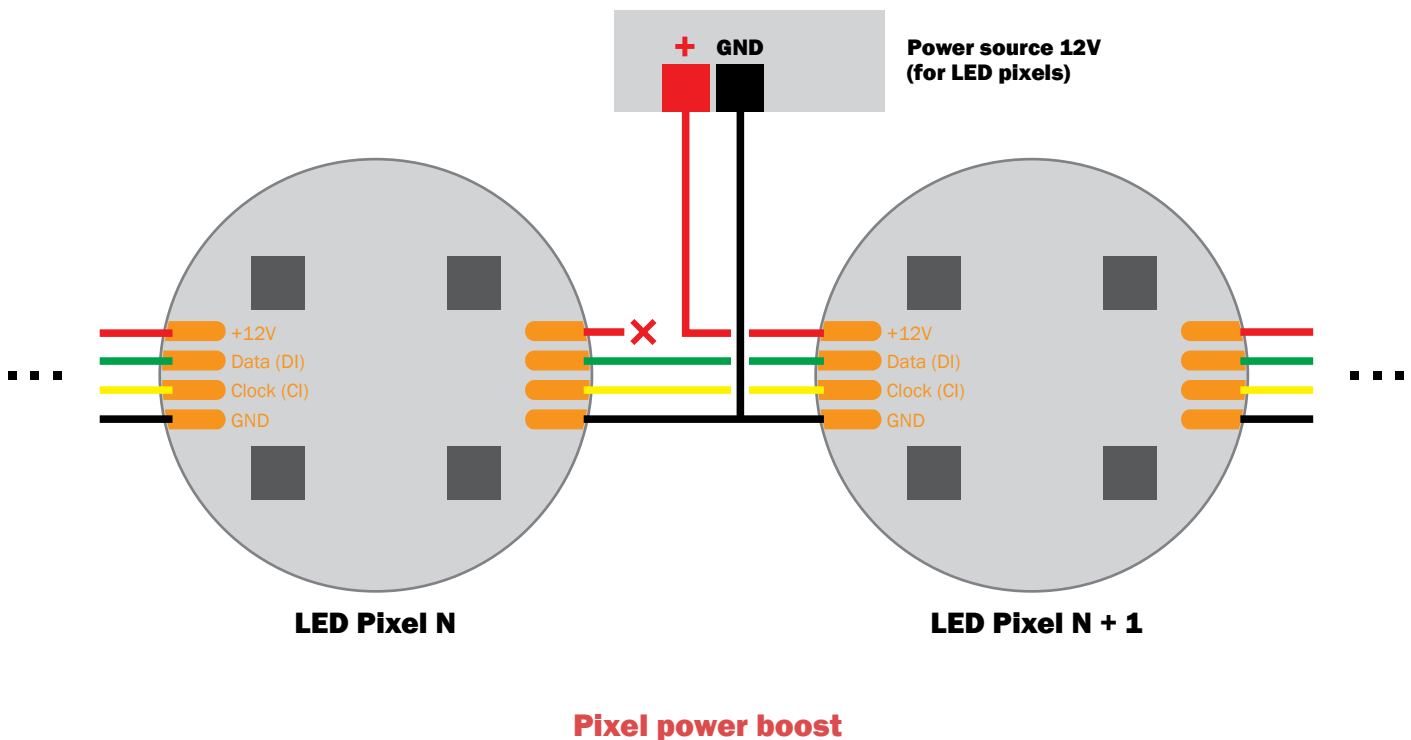 + GND
Power source 12V
(for LED pixels)
+12V
Data (DI)
Clock (CI)
GND
+12V
Data (DI)
Clock (CI)
GND
LED Pixel N
LED Pixel N + 1
Pixel power boost